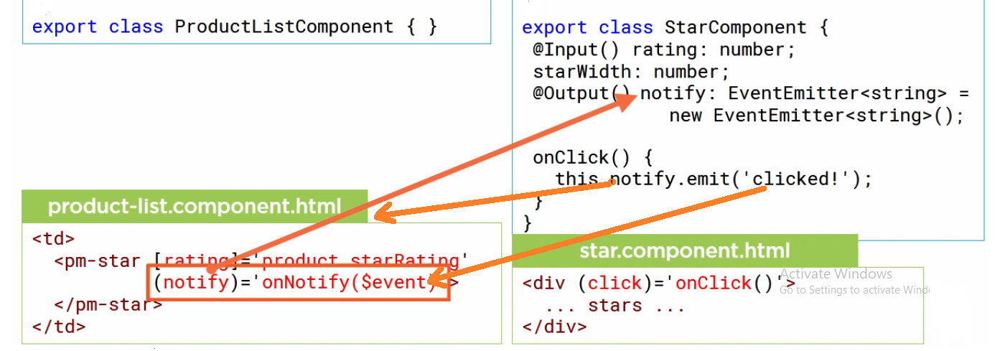 export class ProductListComponent { }
product-list.component.html
<td>
<pm-star [rating]='product.starRating'
(notify)='onNotify($event)'>
</pm-star>
</td>
export class StarComponent {
@Input() rating: number;
starWidth: number;
@Output() notify: EventEmitter<string> =
new EventEmitter<string>();
onClick() {
this.notify.emit('clicked!');
}
}
star.component.html
<div (click)='onClick()'>
... stars ...
</div>
Activate Windows
Go to Settings to activate Wind